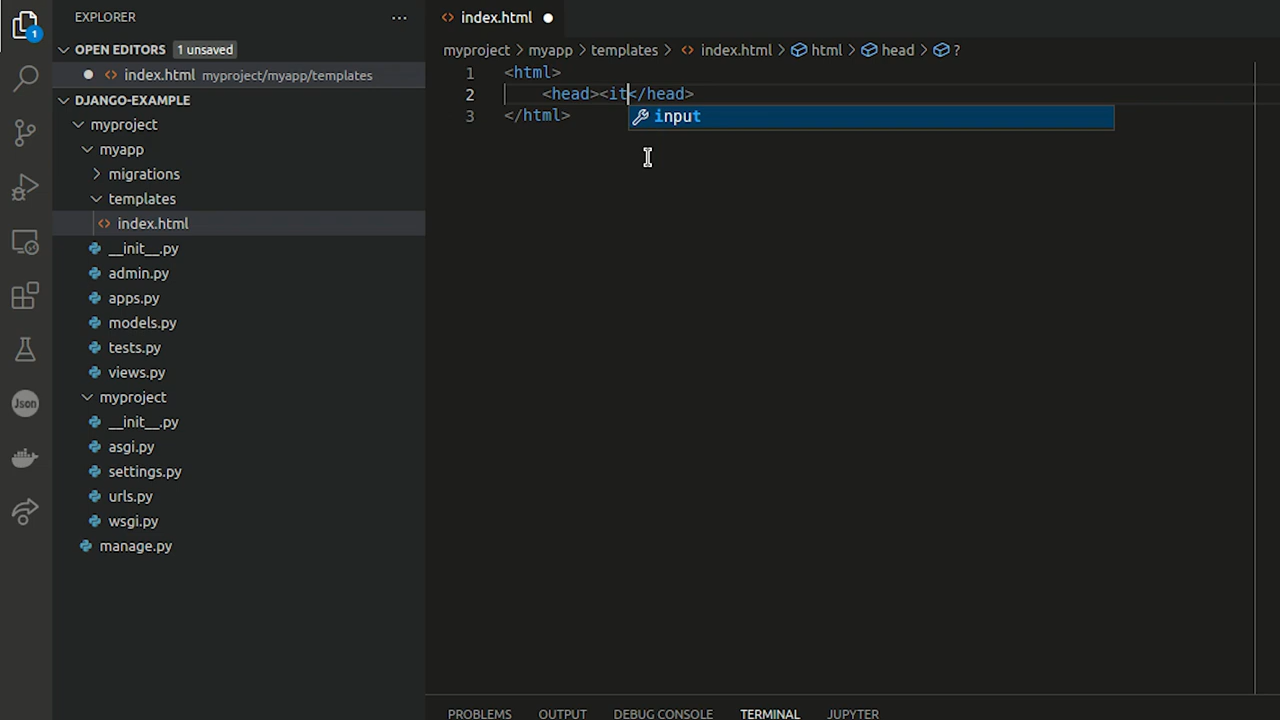 EXPLORER
OPEN EDITORS 1 unsaved
index.html myproject/myapp/templates
DJANGO-EXAMPLE
myproject
myapp
migrations
templates
index.html
__init__.py
admin.py
apps.py
models.py
tests.py
views.py
myproject
__init__.py
asgi.py
settings.py
urls.py
wsgi.py
manage.py
1
Json
index.html
myproject > myapp > templates > index.html > html > head > ?
1 <html>
2 <head><it</head>
input
3 </html>
PROBLEMS OUTPUT DEBUG CONSOLE TERMINAL JUPYTER